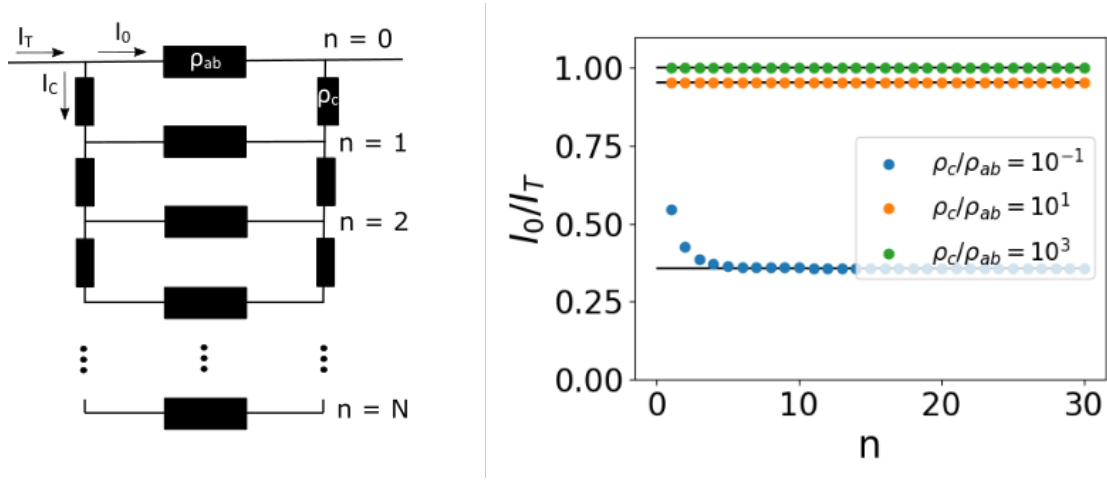 I_T I_0 n = 0
ρ_ab
I_C
ρ_c
n = 1
n = 2
n = N
1.00
0.75
0.50
0.25
0.00
I_0/I_T
ρ_c/ρ_ab = 10^{-1}
ρ_c/ρ_ab = 10^1
ρ_c/ρ_ab = 10^3
0 10 20 30
n